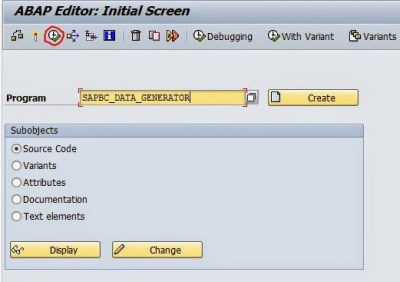 ABAP Editor: Initial Screen
Debugging With Variant Variants
Program SAPBC_DATA_GENERATOR Create
Subobjects
Source Code
Variants
Attributes
Documentation
Text elements
Display Change